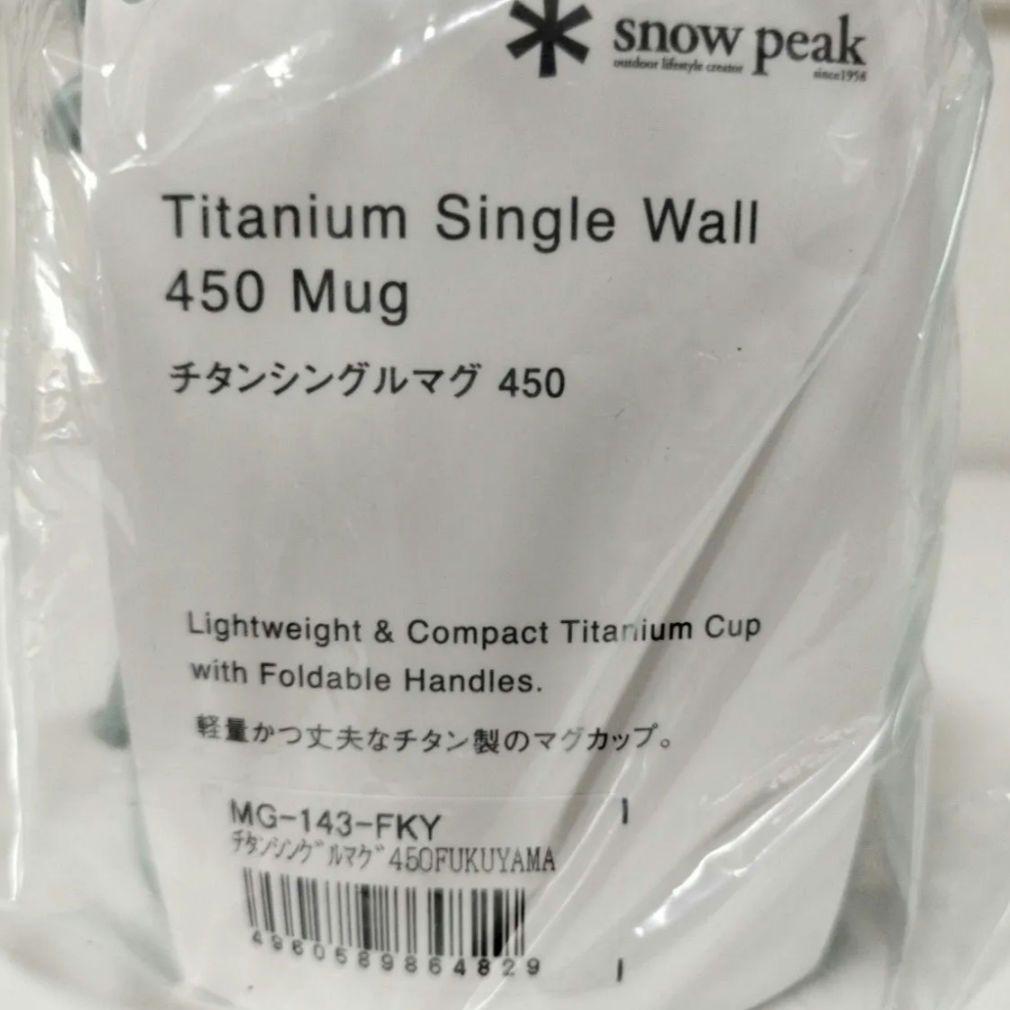 snow peak
outdoor lifestyle creator
since1958
Titanium Single Wall
450 Mug
チタンシングルマグ 450
Lightweight & Compact Titanium Cup
with Foldable Handles.
軽量かつ丈夫なチタン製のマグカップ。
MG-143-FKY
ﾁﾀﾝｼﾝｸﾞﾙﾏｸﾞ450FUKUYAMA
4960589864829